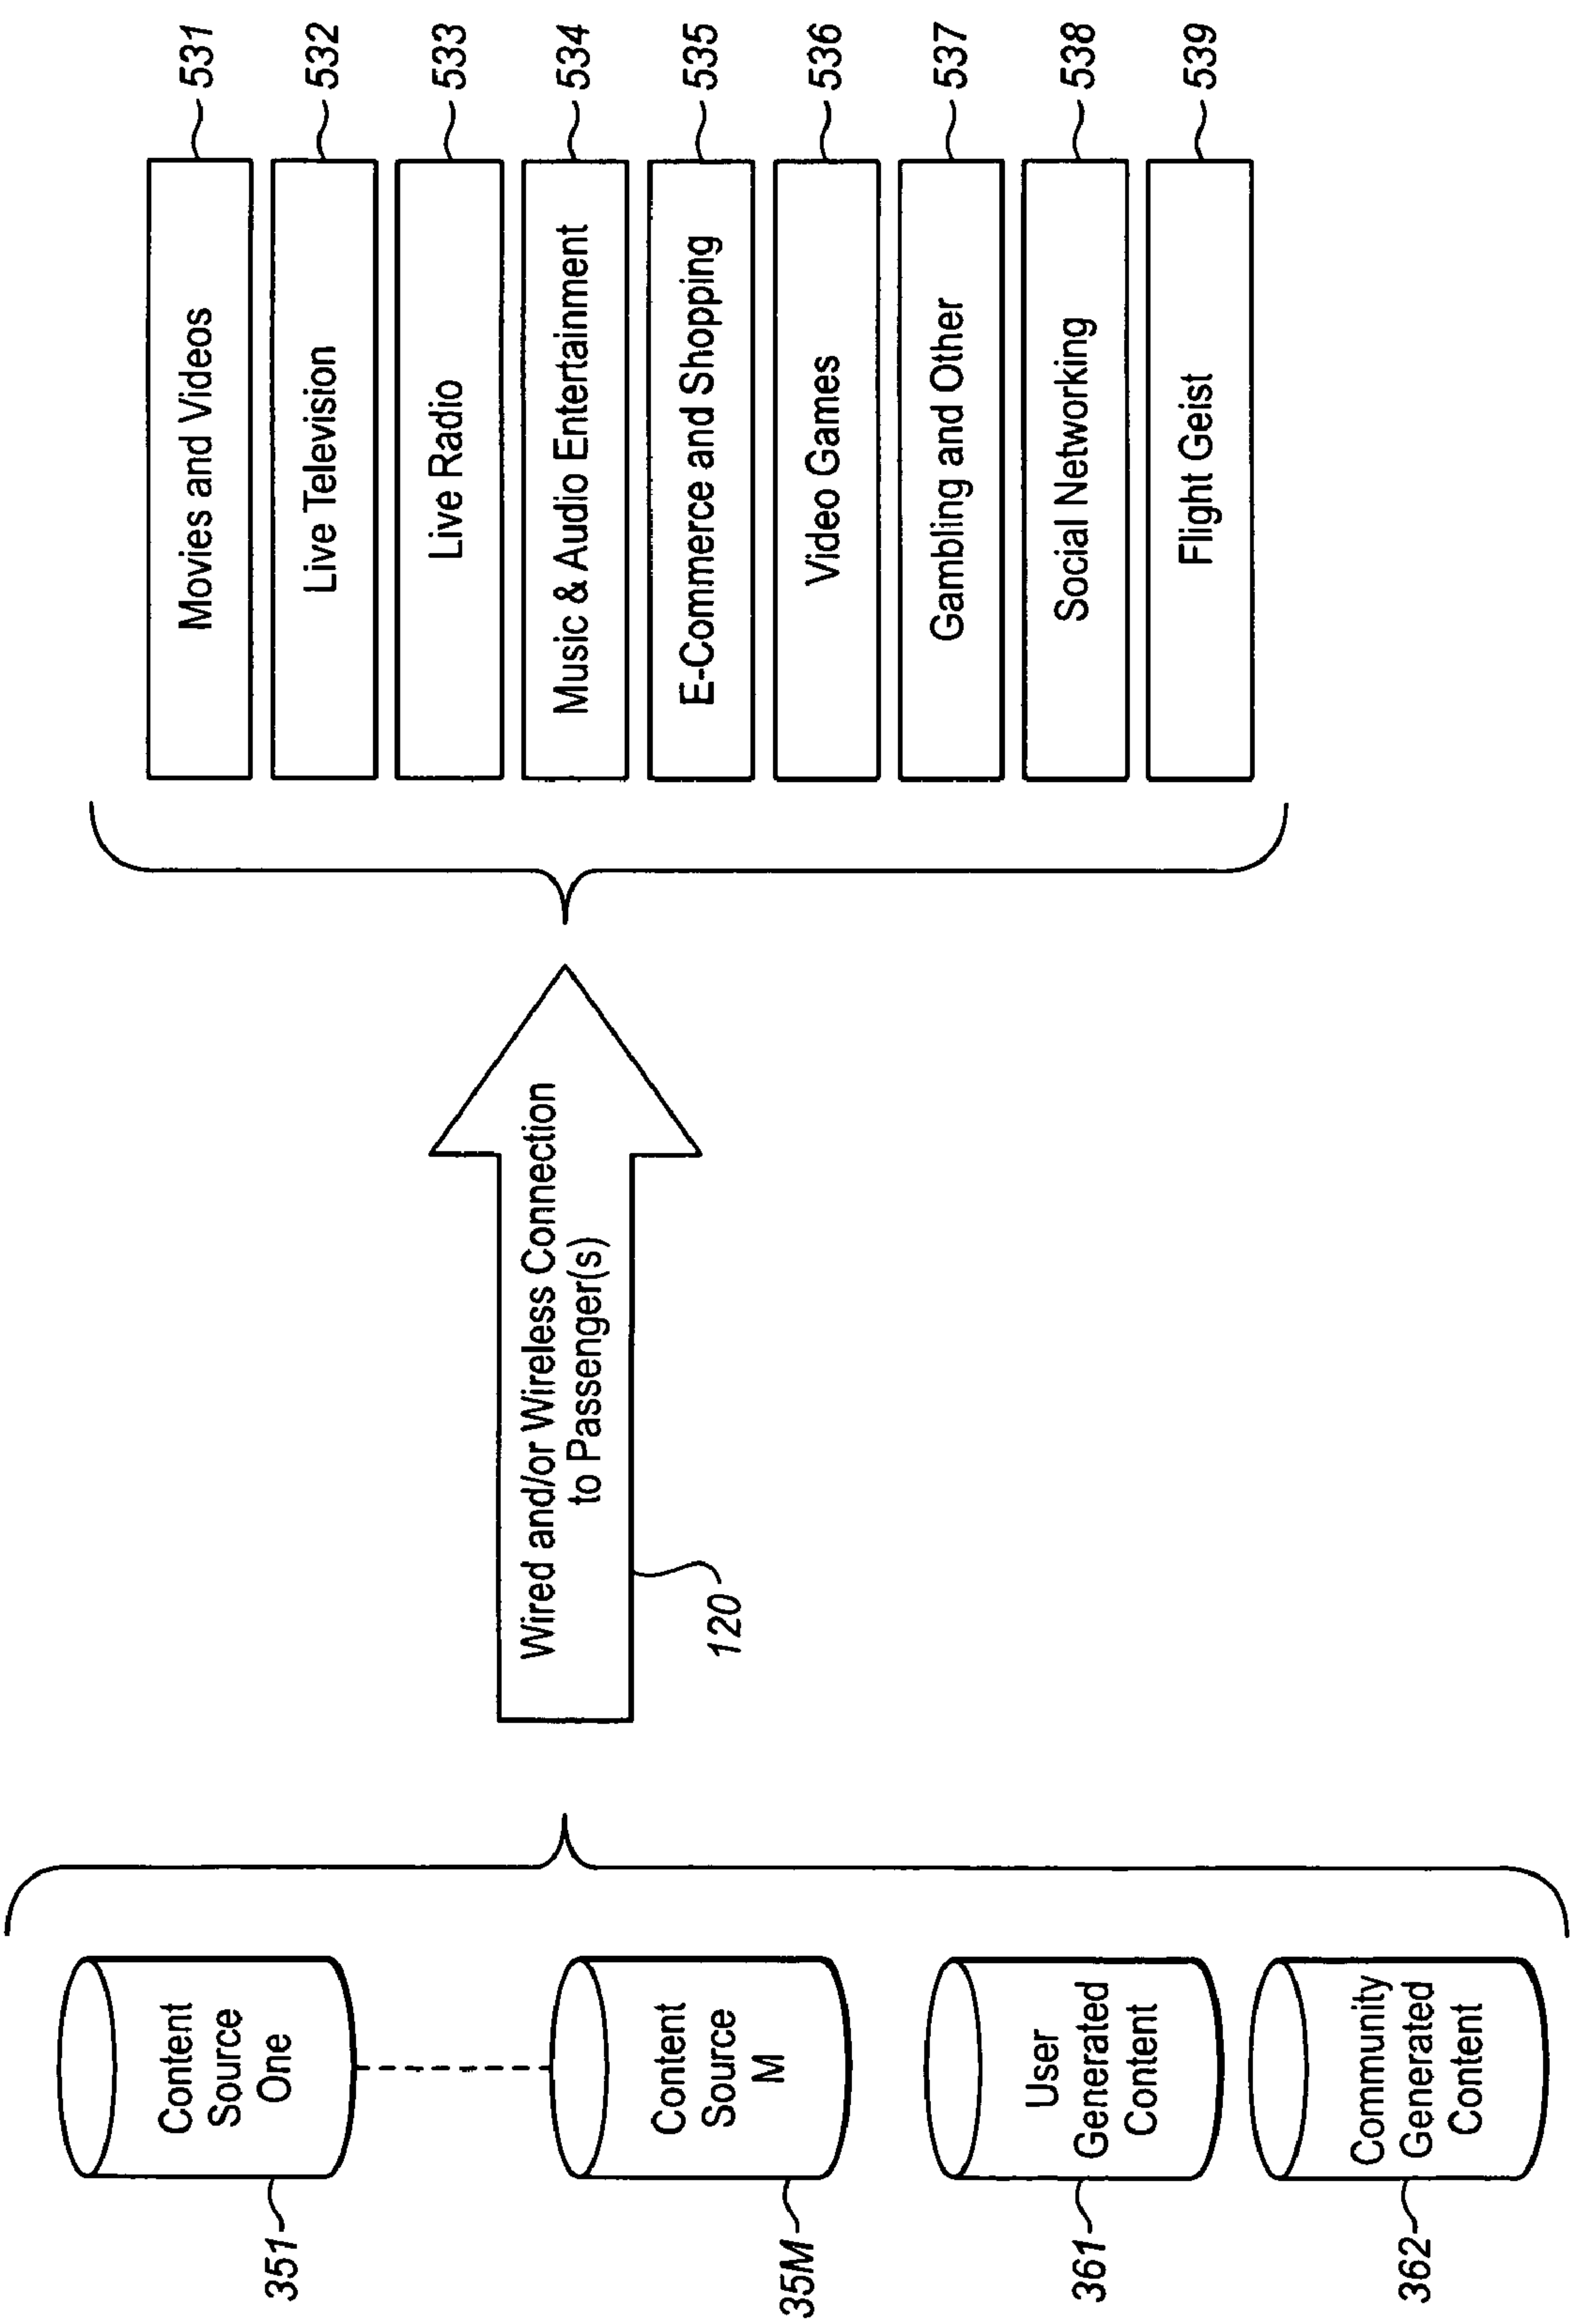 351
Content
Source
One
35M
Content
Source
M
361
User
Generated
Content
362
Community
Generated
Content
Wired and/or Wireless Connection
to Passenger(s)
120
Movies and Videos
531
Live Television
532
Live Radio
533
Music & Audio Entertainment
534
E-Commerce and Shopping
535
Video Games
536
Gambling and Other
537
Social Networking
538
Flight Geist
539